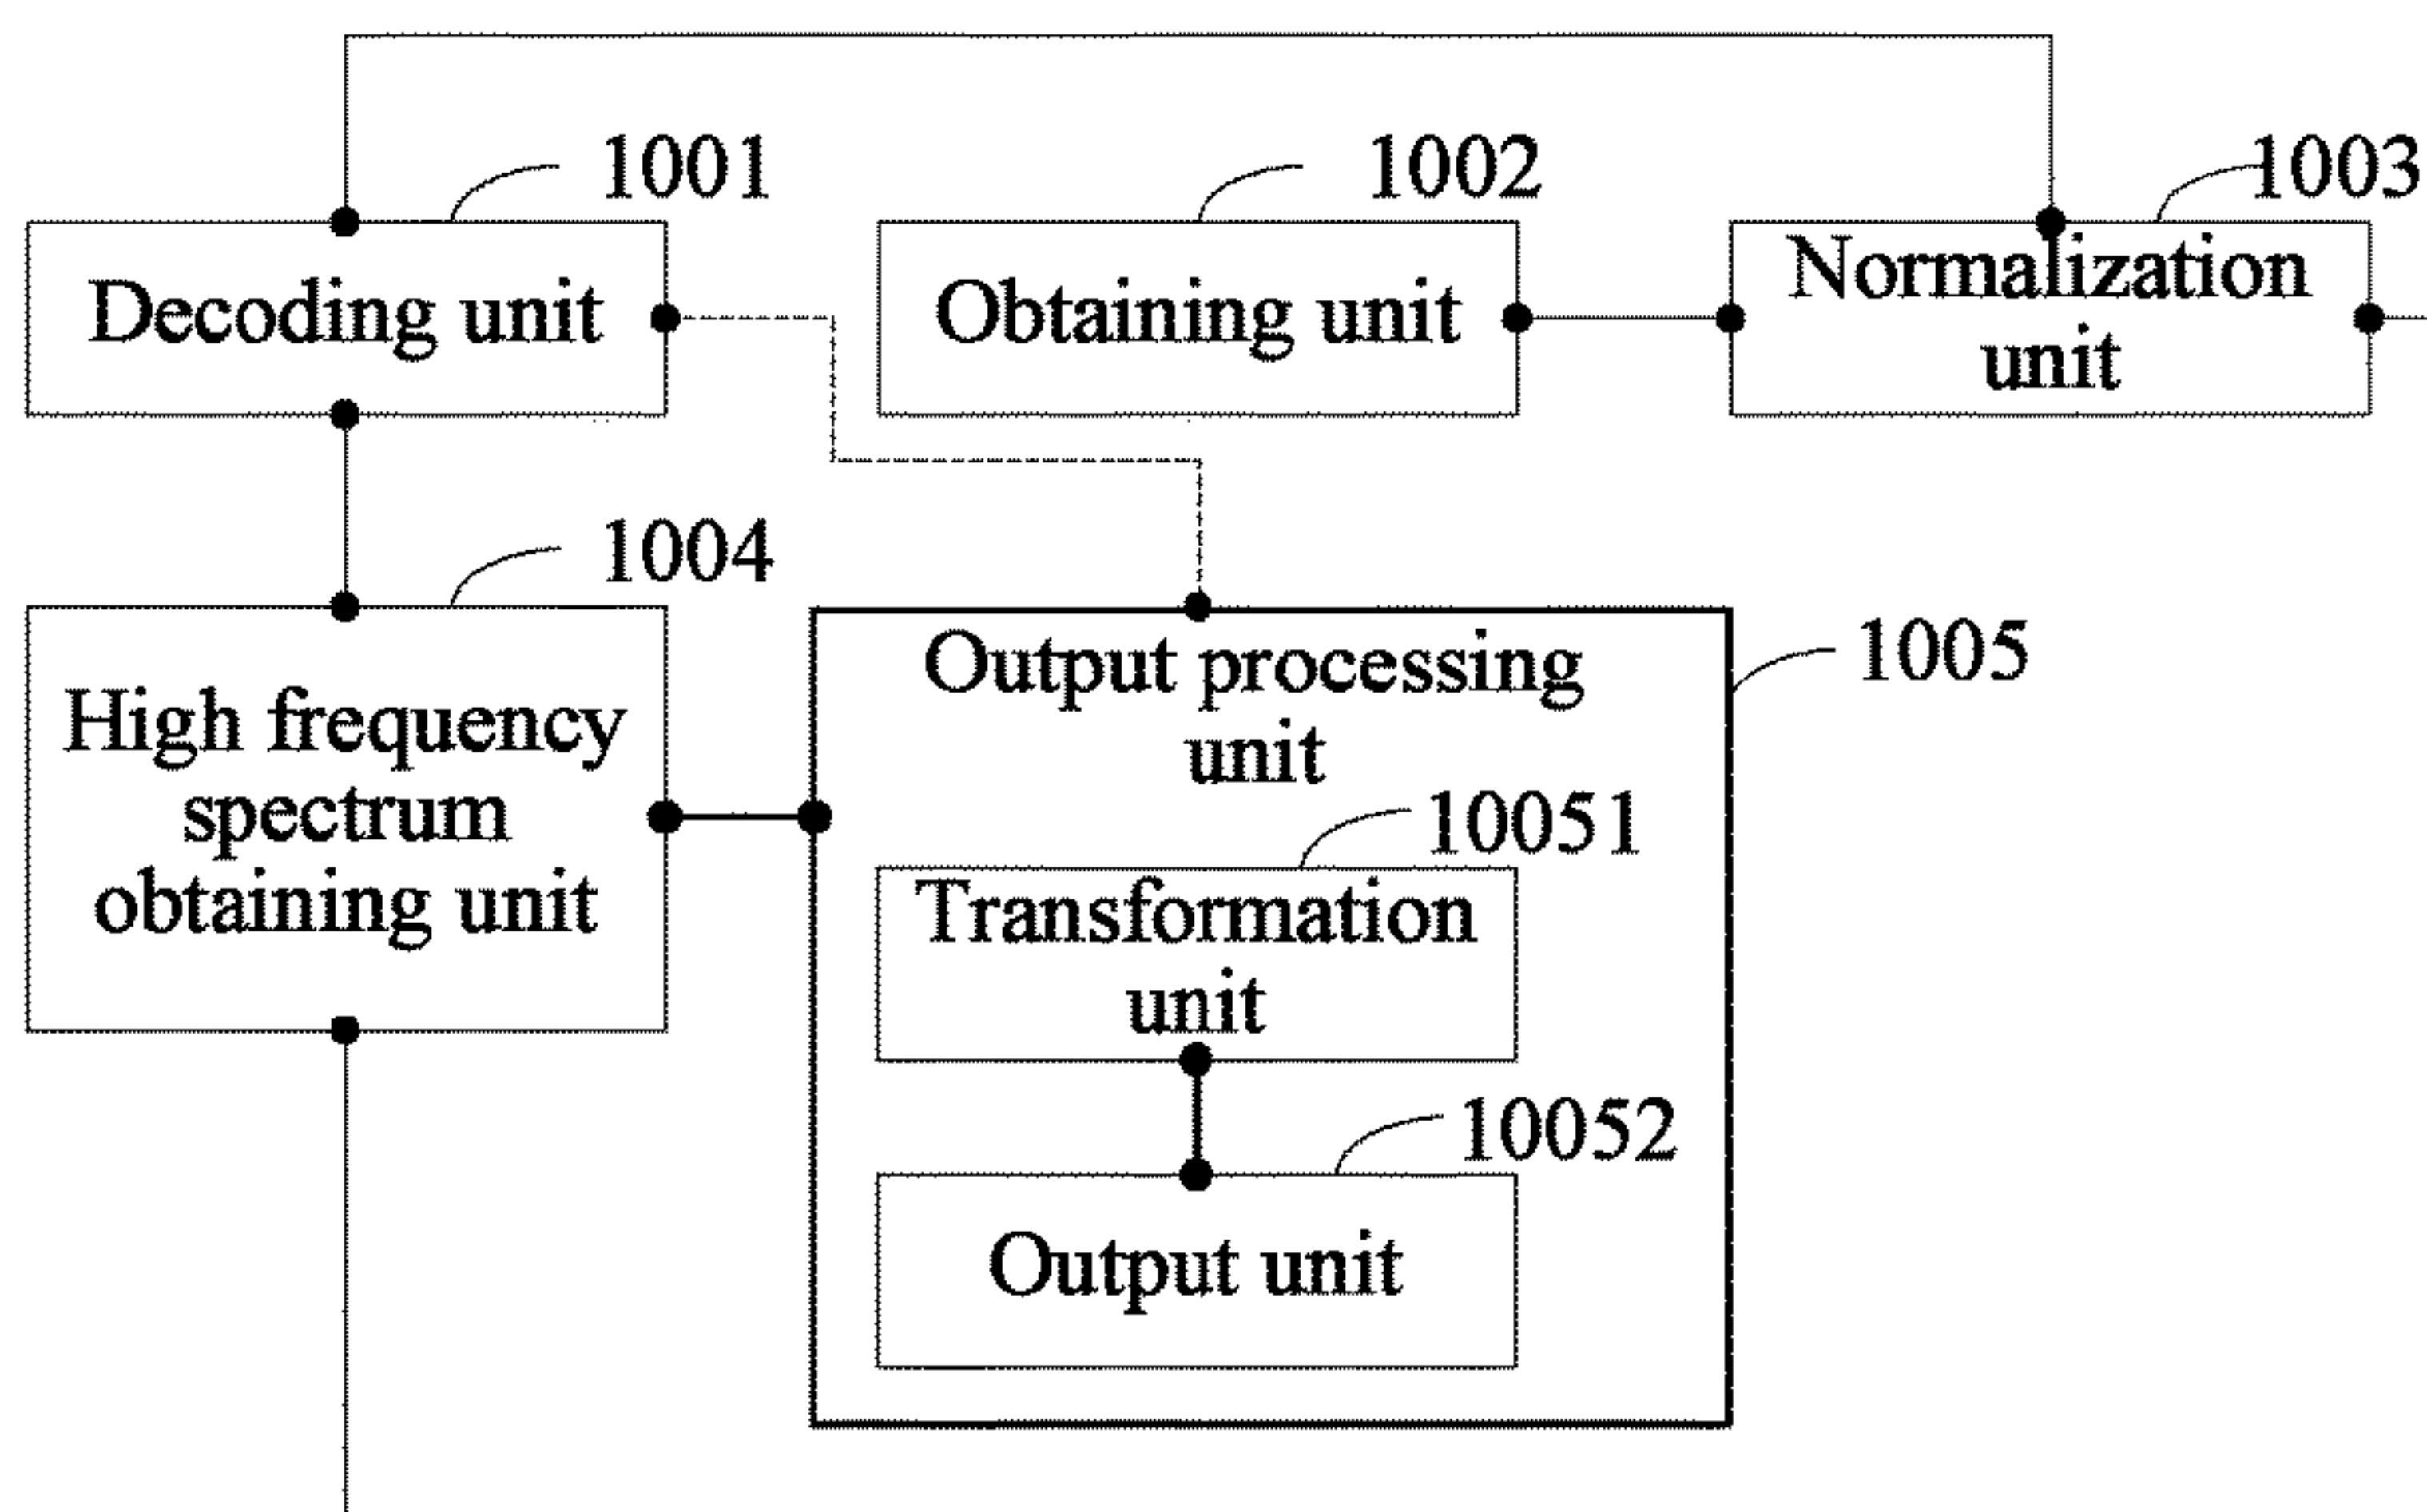 1001
1002
1003
Decoding unit
Obtaining unit
Normalization
unit
1004
1005
High frequency
spectrum
obtaining unit
Output processing
unit
10051
Transformation
unit
10052
Output unit